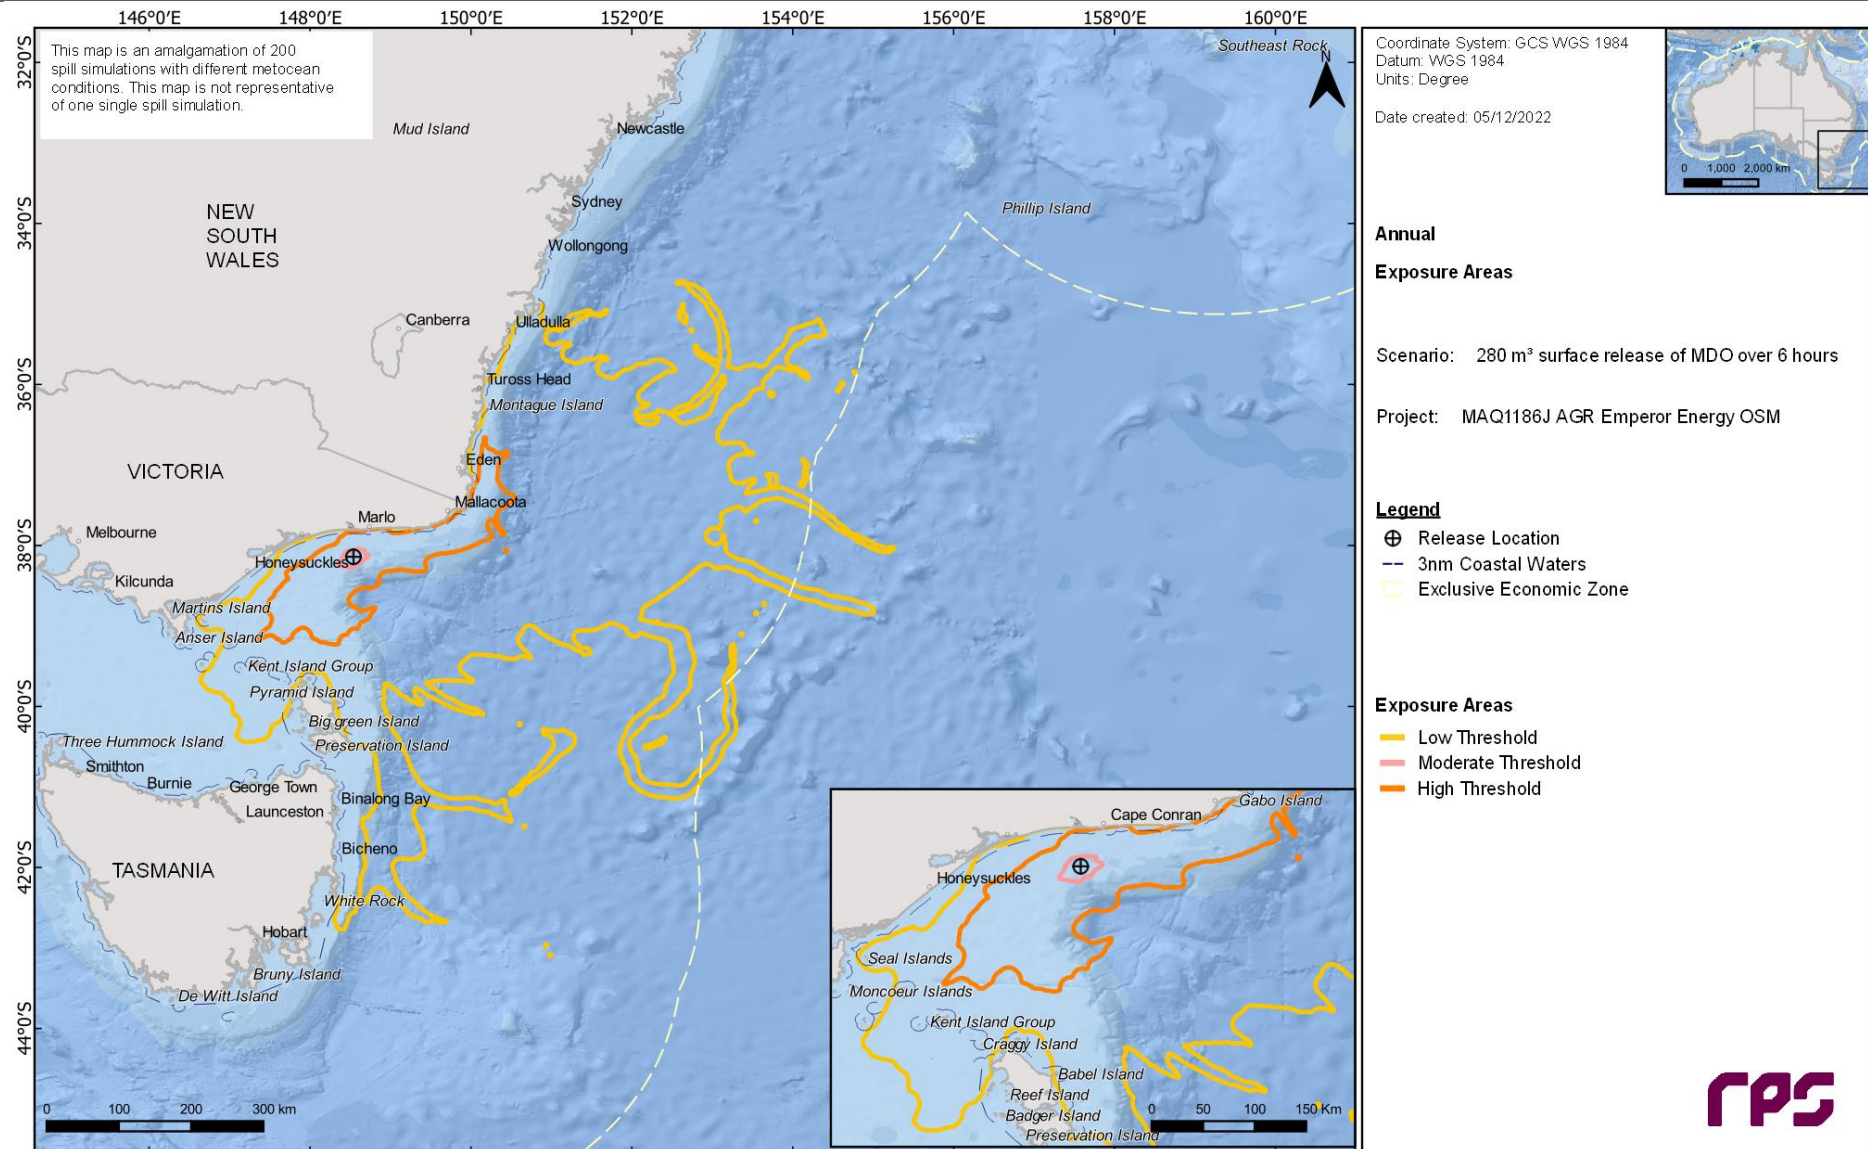 146°0'E 148°0'E 150°0'E 152°0'E 154°0'E 156°0'E 158°0'E 160°0'E
32°0'S
34°0'S
36°0'S
38°0'S
40°0'S
42°0'S
44°0'S
This map is an amalgamation of 200
spill simulations with different metocean
conditions. This map is not representative
of one single spill simulation.
Southeast Rock
N
Mud Island
Newcastle
Sydney
Phillip Island
NEW
SOUTH
WALES
Wollongong
Canberra
Ulladulla
Tuross Head
Montague Island
VICTORIA
Eden
Mallacoota
Marlo
Melbourne
Honeysuckles
Kilcunda
Martins Island
Anser Island
Kent Island Group
Pyramid Island
Big green Island
Three Hummock Island
Preservation Island
Smithton
Burnie
George Town
Binalong Bay
Launceston
Bicheno
TASMANIA
White Rock
Hobart
Bruny Island
De Witt Island
0 100 200 300 km
Gabo Island
Cape Conran
Honeysuckles
Seal Islands
Moncoeur Islands
Kent Island Group
Craggy Island
Babel Island
Reef Island
Badger Island
Preservation Island
0 50 100 150 Km
Coordinate System: GCS WGS 1984
Datum: WGS 1984
Units: Degree
Date created: 05/12/2022
0 1,000 2,000 km
Annual
Exposure Areas
Scenario: 280 m³ surface release of MDO over 6 hours
Project: MAQ1186J AGR Emperor Energy OSM
Legend
Release Location
3nm Coastal Waters
Exclusive Economic Zone
Exposure Areas
Low Threshold
Moderate Threshold
High Threshold
rps